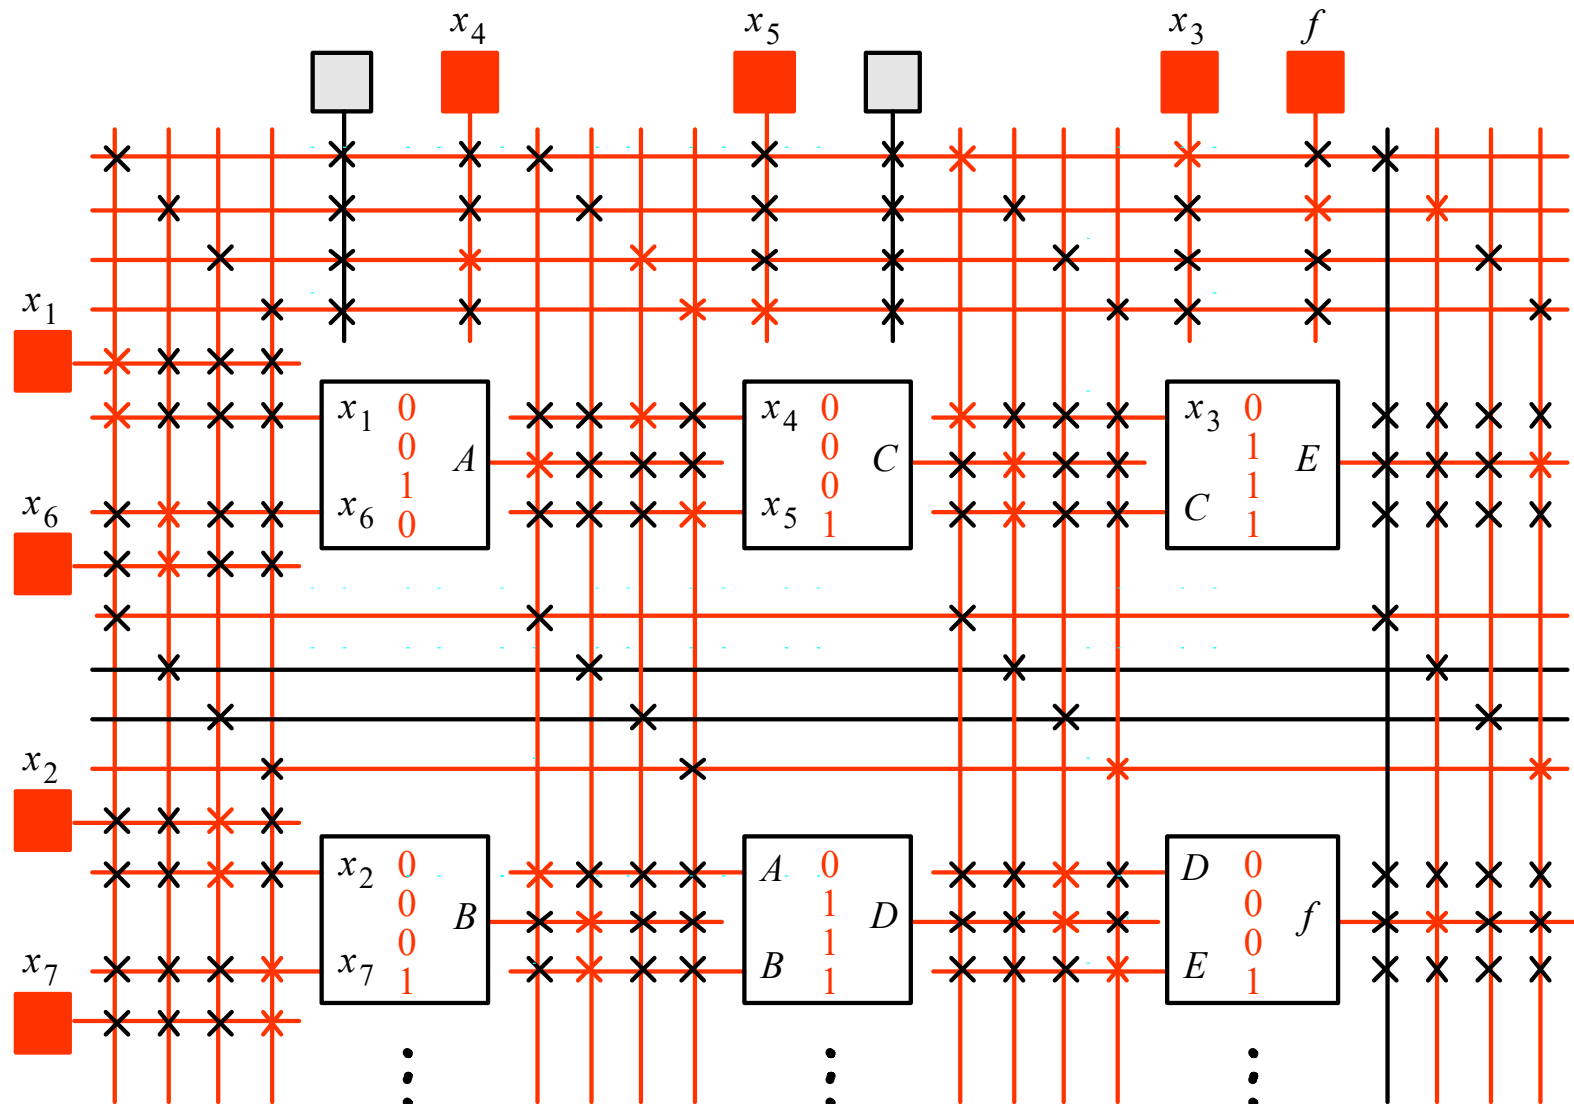 x4 x5 x3 f
x1
x1 0 0 1 0 A
x6
x4 0 0 0 1 C
x5
x3 0 1 1 1 E
C
x6
x2
x2 0 0 0 1 B
x7
A 0 1 1 1 D
B
D 0 0 0 1 f
E
x7